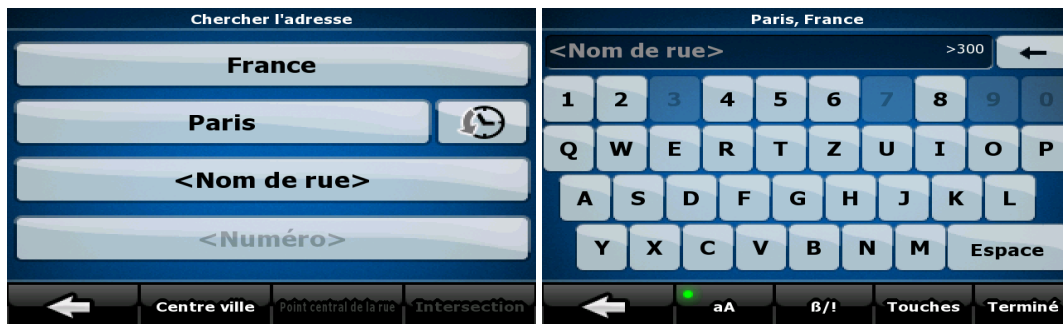 Chercher l'adresse
France
Paris
<Nom de rue>
<Numéro>
Centre ville Point central de la rue Intersection
Paris, France
<Nom de rue> >300
1 2 3 4 5 6 7 8 9 0
Q W E R T Z U I O P
A S D F G H J K L
Y X C V B N M Espace
aA ß/! Touches Terminé